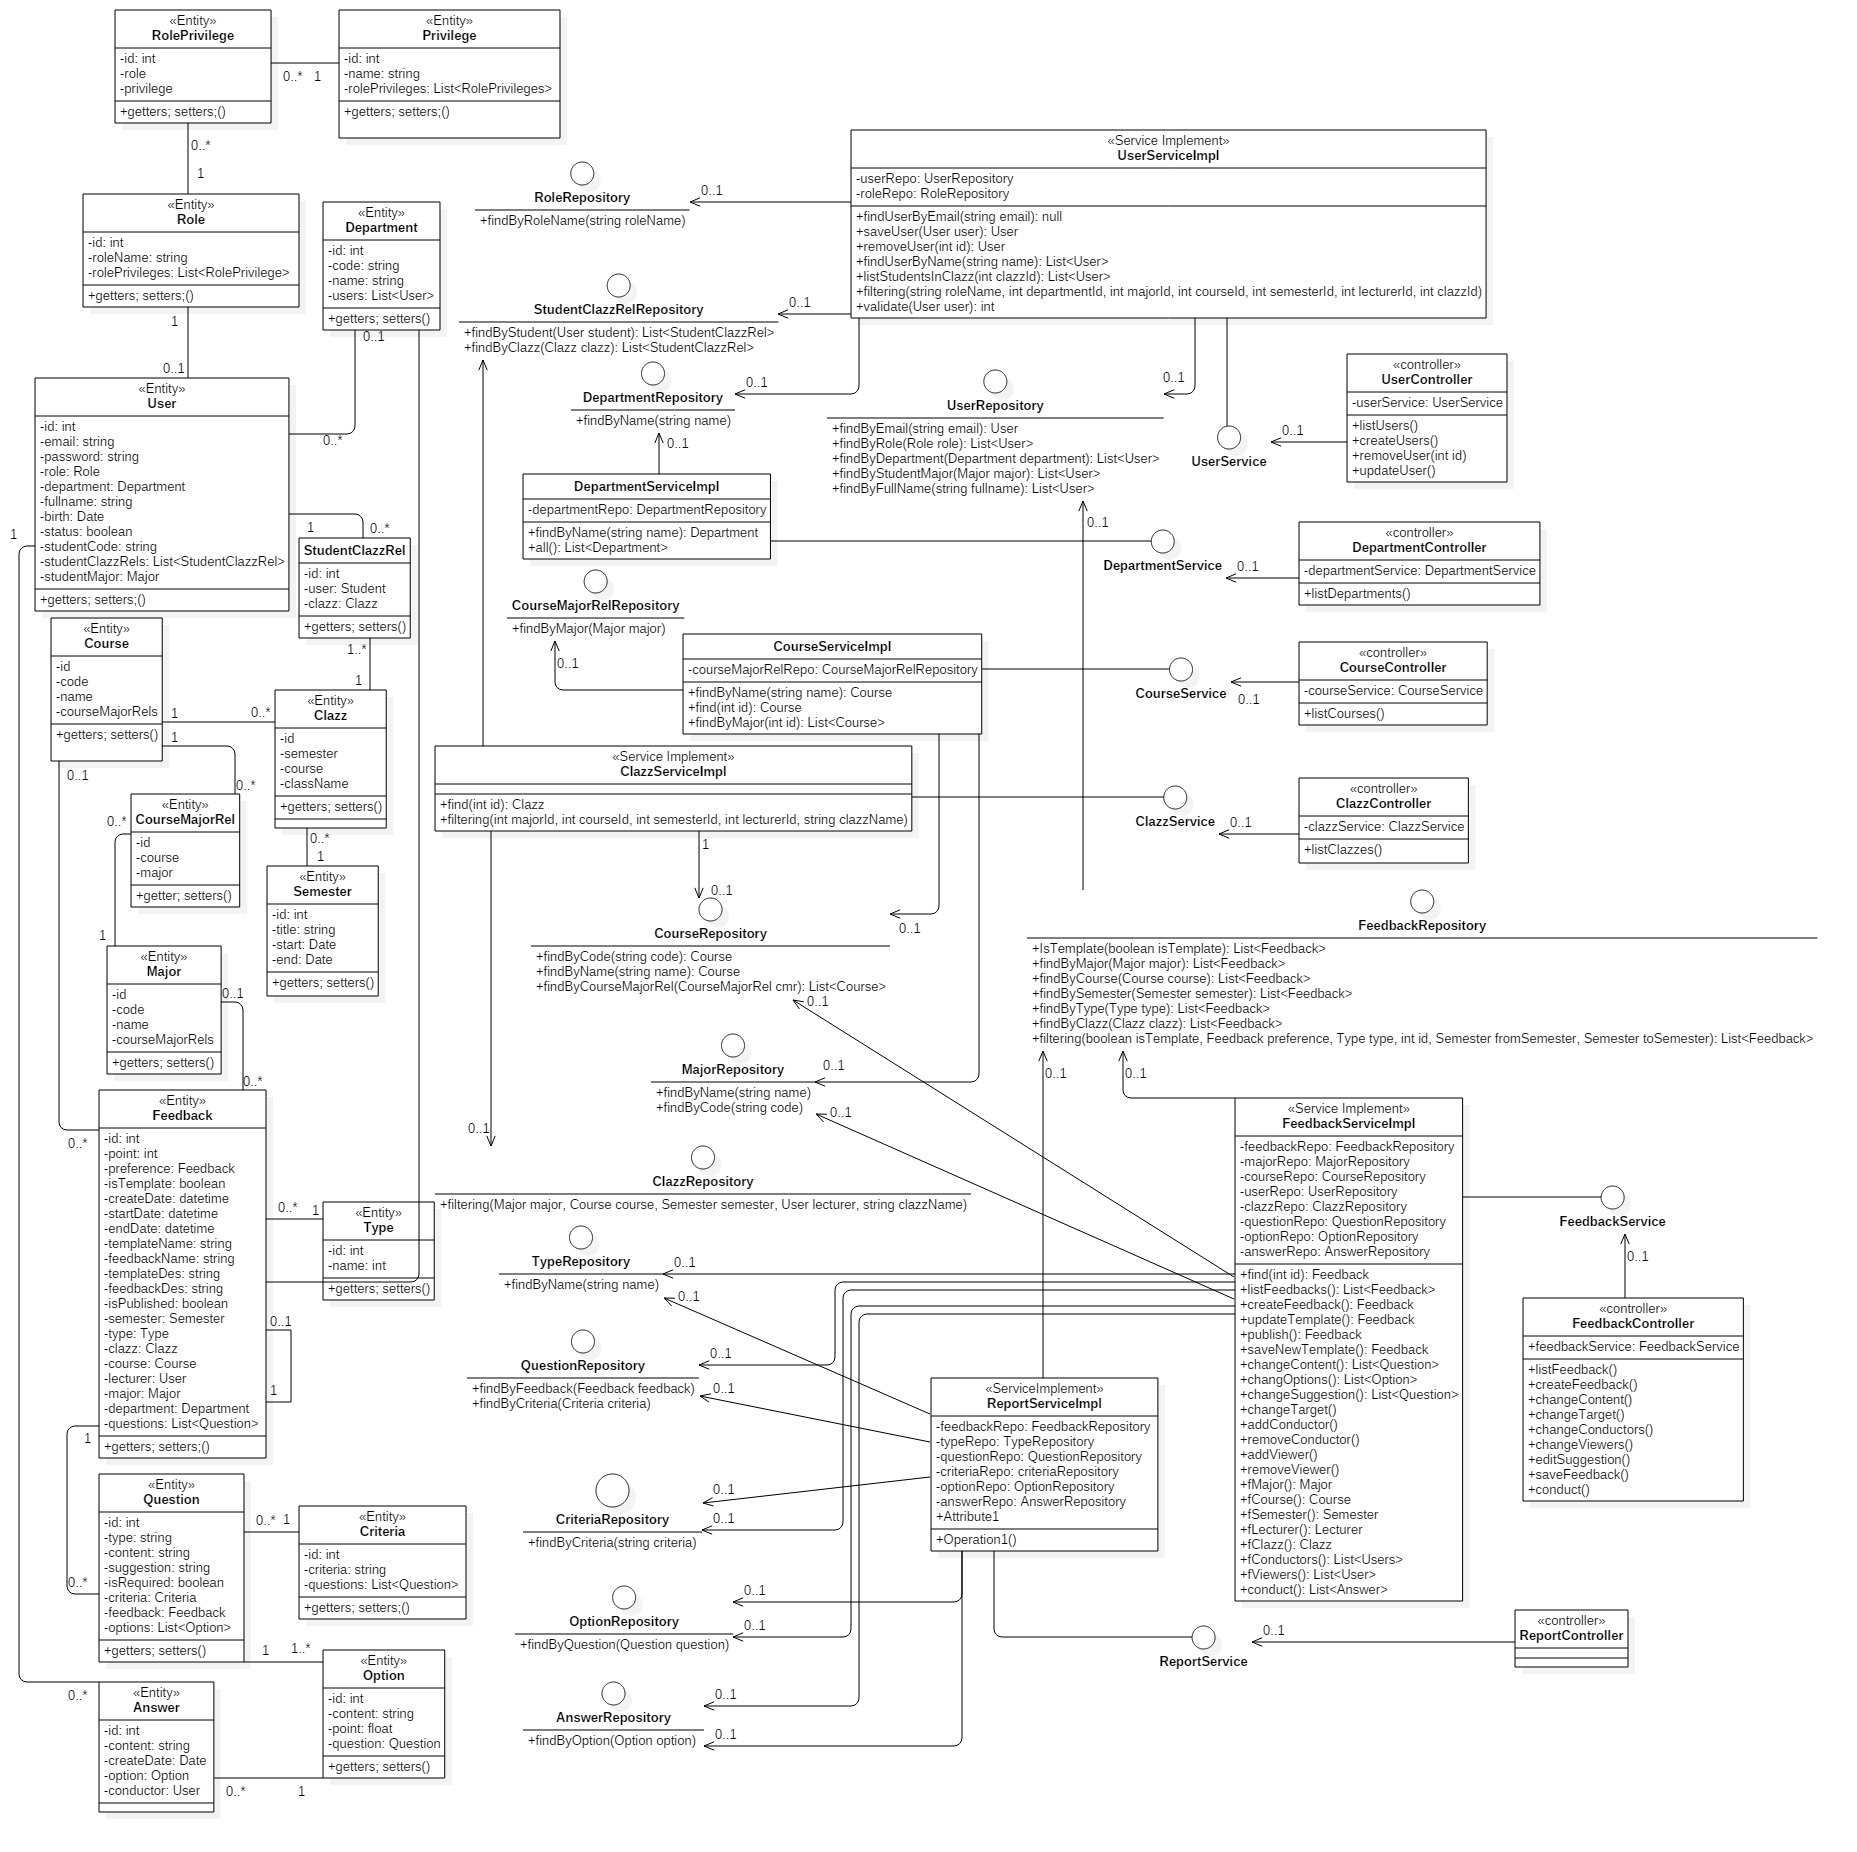 «Entity»
RolePrivilege
-id: int
-role
-privilege
+getters; setters;()
0..*
1
«Entity»
Privilege
-id: int
-name: string
-rolePrivileges: List<RolePrivileges>
+getters; setters;()
0..*
1
«Entity»
Role
-id: int
-roleName: string
-rolePrivileges: List<RolePrivilege>
+getters; setters;()
1
0..1
«Entity»
Department
-id: int
-code: string
-name: string
-users: List<User>
+getters; setters()
0..1
0..*
«Entity»
User
-id: int
-email: string
-password: string
-role: Role
-department: Department
-fullname: string
-birth: Date
-status: boolean
-studentCode: string
-studentClazzRels: List<StudentClazzRel>
-studentMajor: Major
+getters; setters;()
1
1
0..*
StudentClazzRel
-id: int
-user: Student
-clazz: Clazz
+getters; setters()
1..*
1
«Entity»
Course
-id
-code
-name
-courseMajorRels
+getters; setters()
1
0..*
1
0..*
0..1
«Entity»
Clazz
-id
-semester
-course
-className
+getters; setters()
0..*
1
«Entity»
CourseMajorRel
-id
-course
-major
+getter; setters()
0..*
1
«Entity»
Semester
-id: int
-title: string
-start: Date
-end: Date
+getters; setters()
«Entity»
Major
-id
-code
-name
-courseMajorRels
+getters; setters()
0..1
0..*
0..*
«Entity»
Feedback
-id: int
-point: int
-preference: Feedback
-isTemplate: boolean
-createDate: datetime
-startDate: datetime
-endDate: datetime
-templateName: string
-feedbackName: string
-templateDes: string
-feedbackDes: string
-isPublished: boolean
-semester: Semester
-type: Type
-clazz: Clazz
-course: Course
-lecturer: User
-major: Major
-department: Department
-questions: List<Question>
+getters; setters;()
0..*
1
0..1
1
1
0..*
«Entity»
Type
-id: int
-name: int
+getters; setters()
«Entity»
Question
-id: int
-type: string
-content: string
-suggestion: string
-isRequired: boolean
-criteria: Criteria
-feedback: Feedback
-options: List<Option>
+getters; setters()
0..*
1
1
1..*
«Entity»
Criteria
-id: int
-criteria: string
-questions: List<Question>
+getters; setters;()
«Entity»
Option
-id: int
-content: string
-point: float
-question: Question
+getters; setters()
0..*
«Entity»
Answer
-id: int
-content: string
-createDate: Date
-option: Option
-conductor: User
0..*
1
RoleRepository
+findByRoleName(string roleName)
0..1
«Service Implement»
UserServiceImpl
-userRepo: UserRepository
-roleRepo: RoleRepository
+findUserByEmail(string email): null
+saveUser(User user): User
+removeUser(int id): User
+findUserByName(string name): List<User>
+listStudentsInClazz(int clazzId): List<User>
+filtering(string roleName, int departmentId, int majorId, int courseId, int semesterId, int lecturerId, int clazzId)
+validate(User user): int
StudentClazzRelRepository
+findByStudent(User student): List<StudentClazzRel>
+findByClazz(Clazz clazz): List<StudentClazzRel>
0..1
DepartmentRepository
+findByName(string name)
0..1
0..1
UserRepository
+findByEmail(string email): User
+findByRole(Role role): List<User>
+findByDepartment(Department department): List<User>
+findByStudentMajor(Major major): List<User>
+findByFullName(string fullname): List<User>
0..1
0..1
UserService
0..1
«controller»
UserController
-userService: UserService
+listUsers()
+createUsers()
+removeUser(int id)
+updateUser()
DepartmentServiceImpl
-departmentRepo: DepartmentRepository
+findByName(string name): Department
+all(): List<Department>
DepartmentService
0..1
«controller»
DepartmentController
-departmentService: DepartmentService
+listDepartments()
CourseMajorRelRepository
+findByMajor(Major major)
0..1
CourseServiceImpl
-courseMajorRelRepo: CourseMajorRelRepository
+findByName(string name): Course
+find(int id): Course
+findByMajor(int id): List<Course>
CourseService
0..1
«controller»
CourseController
-courseService: CourseService
+listCourses()
«Service Implement»
ClazzServiceImpl
+find(int id): Clazz
+filtering(int majorId, int courseId, int semesterId, int lecturerId, string clazzName)
1
0..1
0..1
ClazzService
0..1
«controller»
ClazzController
-clazzService: ClazzService
+listClazzes()
CourseRepository
+findByCode(string code): Course
+findByName(string name): Course
+findByCourseMajorRel(CourseMajorRel cmr): List<Course>
0..1
FeedbackRepository
+IsTemplate(boolean isTemplate): List<Feedback>
+findByMajor(Major major): List<Feedback>
+findByCourse(Course course): List<Feedback>
+findBySemester(Semester semester): List<Feedback>
+findByType(Type type): List<Feedback>
+findByClazz(Clazz clazz): List<Feedback>
+filtering(boolean isTemplate, Feedback preference, Type type, int id, Semester fromSemester, Semester toSemester): List<Feedback>
0..1
0..1
MajorRepository
+findByName(string name)
+findByCode(string code)
0..1
0..1
0..1
ClazzRepository
+filtering(Major major, Course course, Semester semester, User lecturer, string clazzName)
TypeRepository
+findByName(string name)
0..1
0..1
«Service Implement»
FeedbackServiceImpl
-feedbackRepo: FeedbackRepository
-majorRepo: MajorRepository
-courseRepo: CourseRepository
-userRepo: UserRepository
-clazzRepo: ClazzRepository
-questionRepo: QuestionRepository
-optionRepo: OptionRepository
-answerRepo: AnswerRepository
+find(int id): Feedback
+listFeedbacks(): List<Feedback>
+createFeedback(): Feedback
+updateTemplate(): Feedback
+publish(): Feedback
+saveNewTemplate(): Feedback
+changeContent(): List<Question>
+changOptions(): List<Option>
+changeSuggestion(): List<Question>
+changeTarget()
+addConductor()
+removeConductor()
+addViewer()
+removeViewer()
+fMajor(): Major
+fCourse(): Course
+fSemester(): Semester
+fLecturer(): Lecturer
+fClazz(): Clazz
+fConductors(): List<Users>
+fViewers(): List<User>
+conduct(): List<Answer>
FeedbackService
0..1
«controller»
FeedbackController
+feedbackService: FeedbackService
+listFeedback()
+createFeedback()
+changeContent()
+changeTarget()
+changeConductors()
+changeViewers()
+editSuggestion()
+saveFeedback()
+conduct()
QuestionRepository
+findByFeedback(Feedback feedback)
+findByCriteria(Criteria criteria)
0..1
0..1
«ServiceImplement»
ReportServiceImpl
-feedbackRepo: FeedbackRepository
-typeRepo: TypeRepository
-questionRepo: QuestionRepository
-criteriaRepo: criteriaRepository
-optionRepo: OptionRepository
-answerRepo: AnswerRepository
+Attribute1
+Operation1()
CriteriaRepository
+findByCriteria(string criteria)
0..1
0..1
OptionRepository
+findByQuestion(Question question)
0..1
0..1
ReportService
0..1
«controller»
ReportController
AnswerRepository
+findByOption(Option option)
0..1
0..1